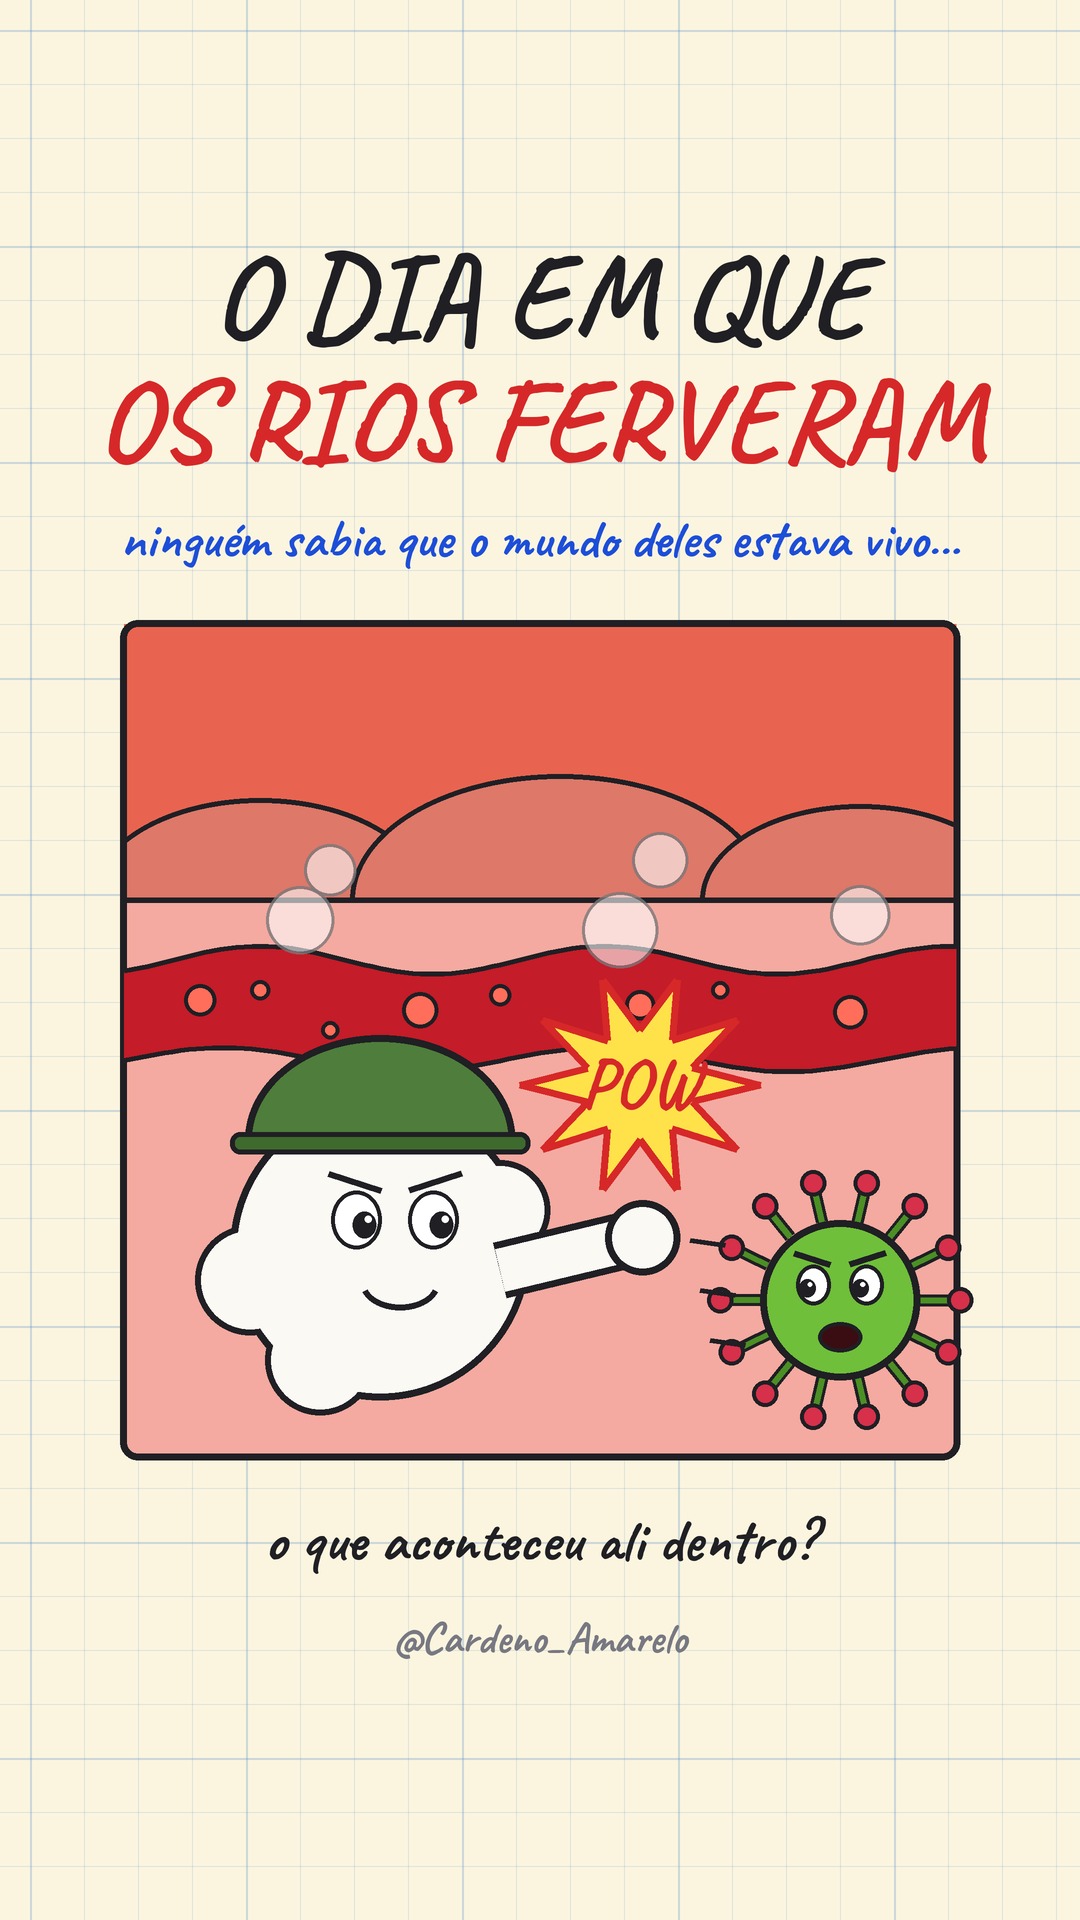 O DIA EM QUE
OS RIOS FERVERAM
ninguém sabia que o mundo deles estava vivo...
POW
o que aconteceu ali dentro?
@Cardeno_Amarelo